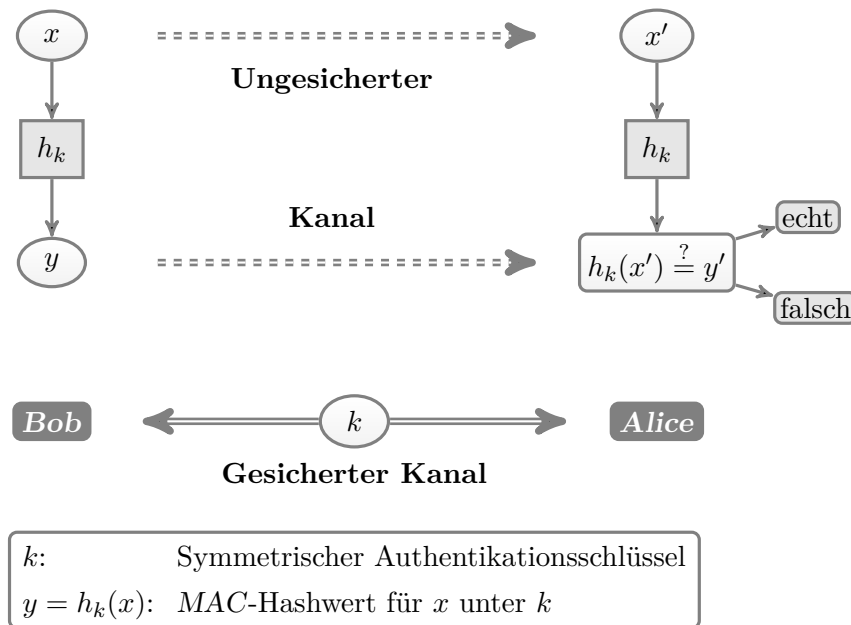 x x′
Ungesicherter
h_k h_k
Kanal
echt
y h_k(x′) ≟ y′
falsch
Bob k Alice
Gesicherter Kanal
k: Symmetrischer Authentikationsschlüssel
y = h_k(x): MAC-Hashwert für x unter k